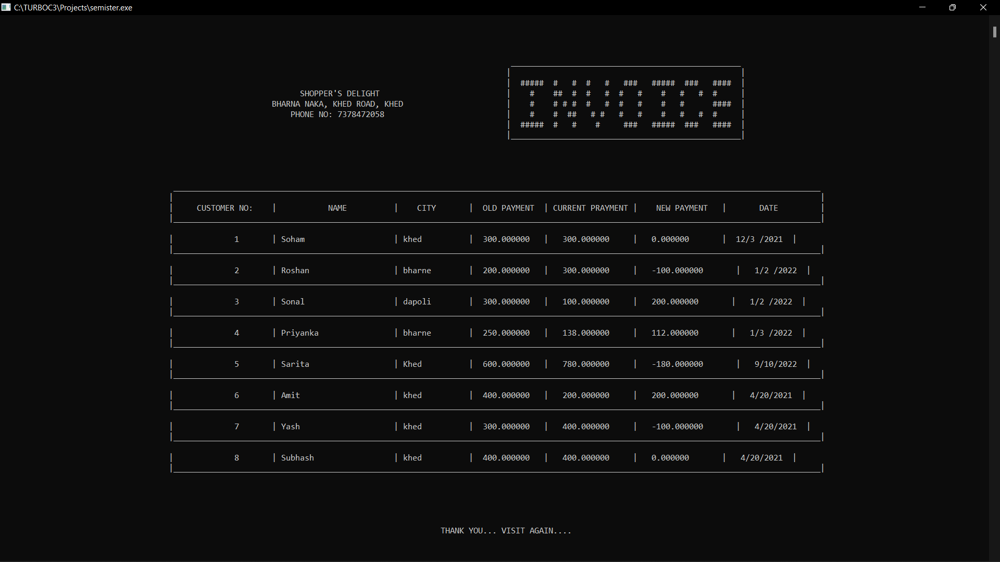 C:\TURBOC3\Projects\semister.exe
INVOICE
SHOPPER'S DELIGHT
BHARNA NAKA, KHED ROAD, KHED
PHONE NO: 7378472058
CUSTOMER NO: | NAME | CITY | OLD PAYMENT | CURRENT PRAYMENT | NEW PAYMENT | DATE
1 | Soham | khed | 300.000000 | 300.000000 | 0.000000 | 12/3 /2021 |
2 | Roshan | bharne | 200.000000 | 300.000000 | -100.000000 | 1/2 /2022 |
3 | Sonal | dapoli | 300.000000 | 100.000000 | 200.000000 | 1/2 /2022 |
4 | Priyanka | bharne | 250.000000 | 138.000000 | 112.000000 | 1/3 /2022 |
5 | Sarita | Khed | 600.000000 | 780.000000 | -180.000000 | 9/10/2022 |
6 | Amit | khed | 400.000000 | 200.000000 | 200.000000 | 4/20/2021 |
7 | Yash | khed | 300.000000 | 400.000000 | -100.000000 | 4/20/2021 |
8 | Subhash | khed | 400.000000 | 400.000000 | 0.000000 | 4/20/2021 |
THANK YOU... VISIT AGAIN....